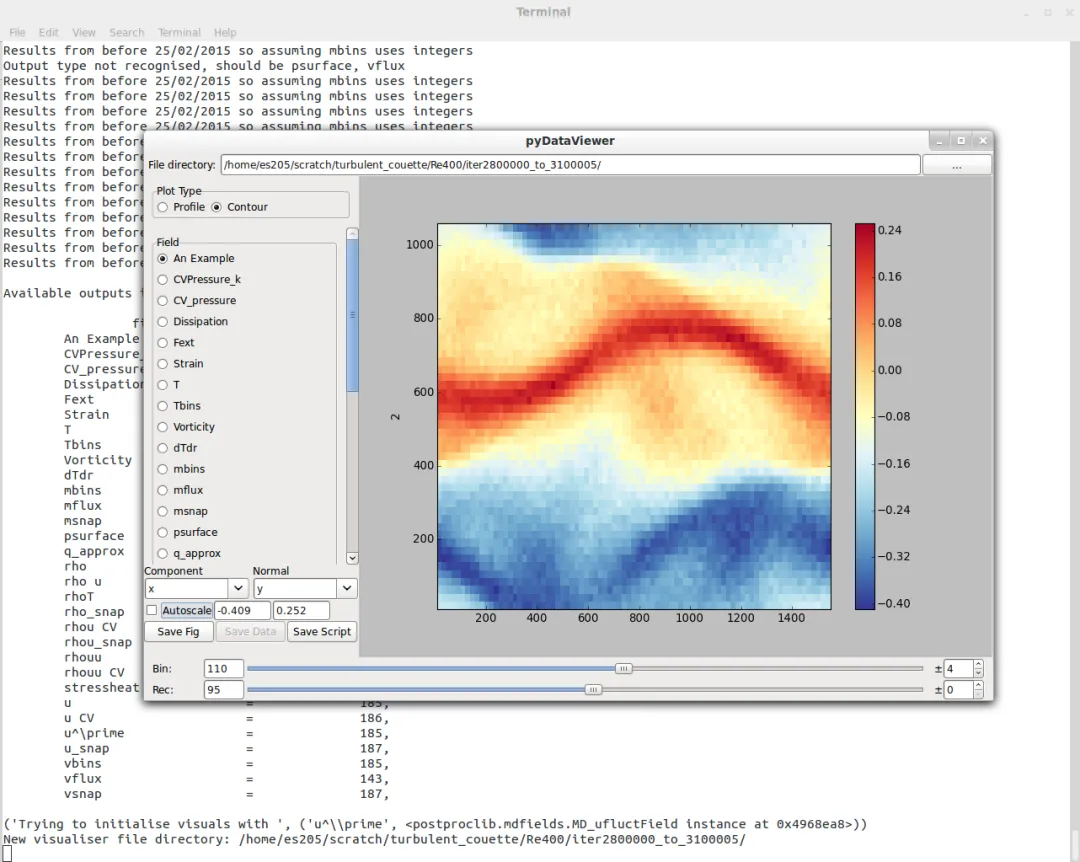 Terminal
File Edit View Search Terminal Help
Results from before 25/02/2015 so assuming mbins uses integers
Output type not recognised, should be psurface, vflux
Results from before 25/02/2015 so assuming mbins uses integers
Results from before 25/02/2015 so assuming mbins uses integers
Results from before 25/02/2015 so assuming mbins uses integers
Results from before 25/02/2015 so assuming mbins uses integers
Results from before
Results from before
Results from before
Results from before
Results from before
Results from before
Results from before
Results from before
Results from before
Available outputs
An Example
CVPressure_
CV_pressure
Dissipation
Fext
Strain
T
Tbins
Vorticity
dTdr
mbins
mflux
msnap
psurface
q_approx
rho
rho u
rhoT
rho_snap
rhou CV
rhou_snap
rhouu
rhouu CV
stressheat
u = 185,
u CV = 186,
u^\prime = 185,
u_snap = 187,
vbins = 185,
vflux = 143,
vsnap = 187,
('Trying to initialise visuals with ', ('u^\\prime', <postproclib.mdfields.MD_ufluctField instance at 0x4968ea8>))
New visualiser file directory: /home/es205/scratch/turbulent_couette/Re400/iter2800000_to_3100005/
pyDataViewer
File directory: /home/es205/scratch/turbulent_couette/Re400/iter2800000_to_3100005/ ...
Plot Type
Profile Contour
Field
An Example
CVPressure_k
CV_pressure
Dissipation
Fext
Strain
T
Tbins
Vorticity
dTdr
mbins
mflux
msnap
psurface
q_approx
Component Normal
x y
Autoscale -0.409 0.252
Save Fig Save Data Save Script
1000
800
600
400
200
2
200 400 600 800 1000 1200 1400
0.24
0.16
0.08
0.00
−0.08
−0.16
−0.24
−0.32
−0.40
Bin: 110 ± 4
Rec: 95 ± 0